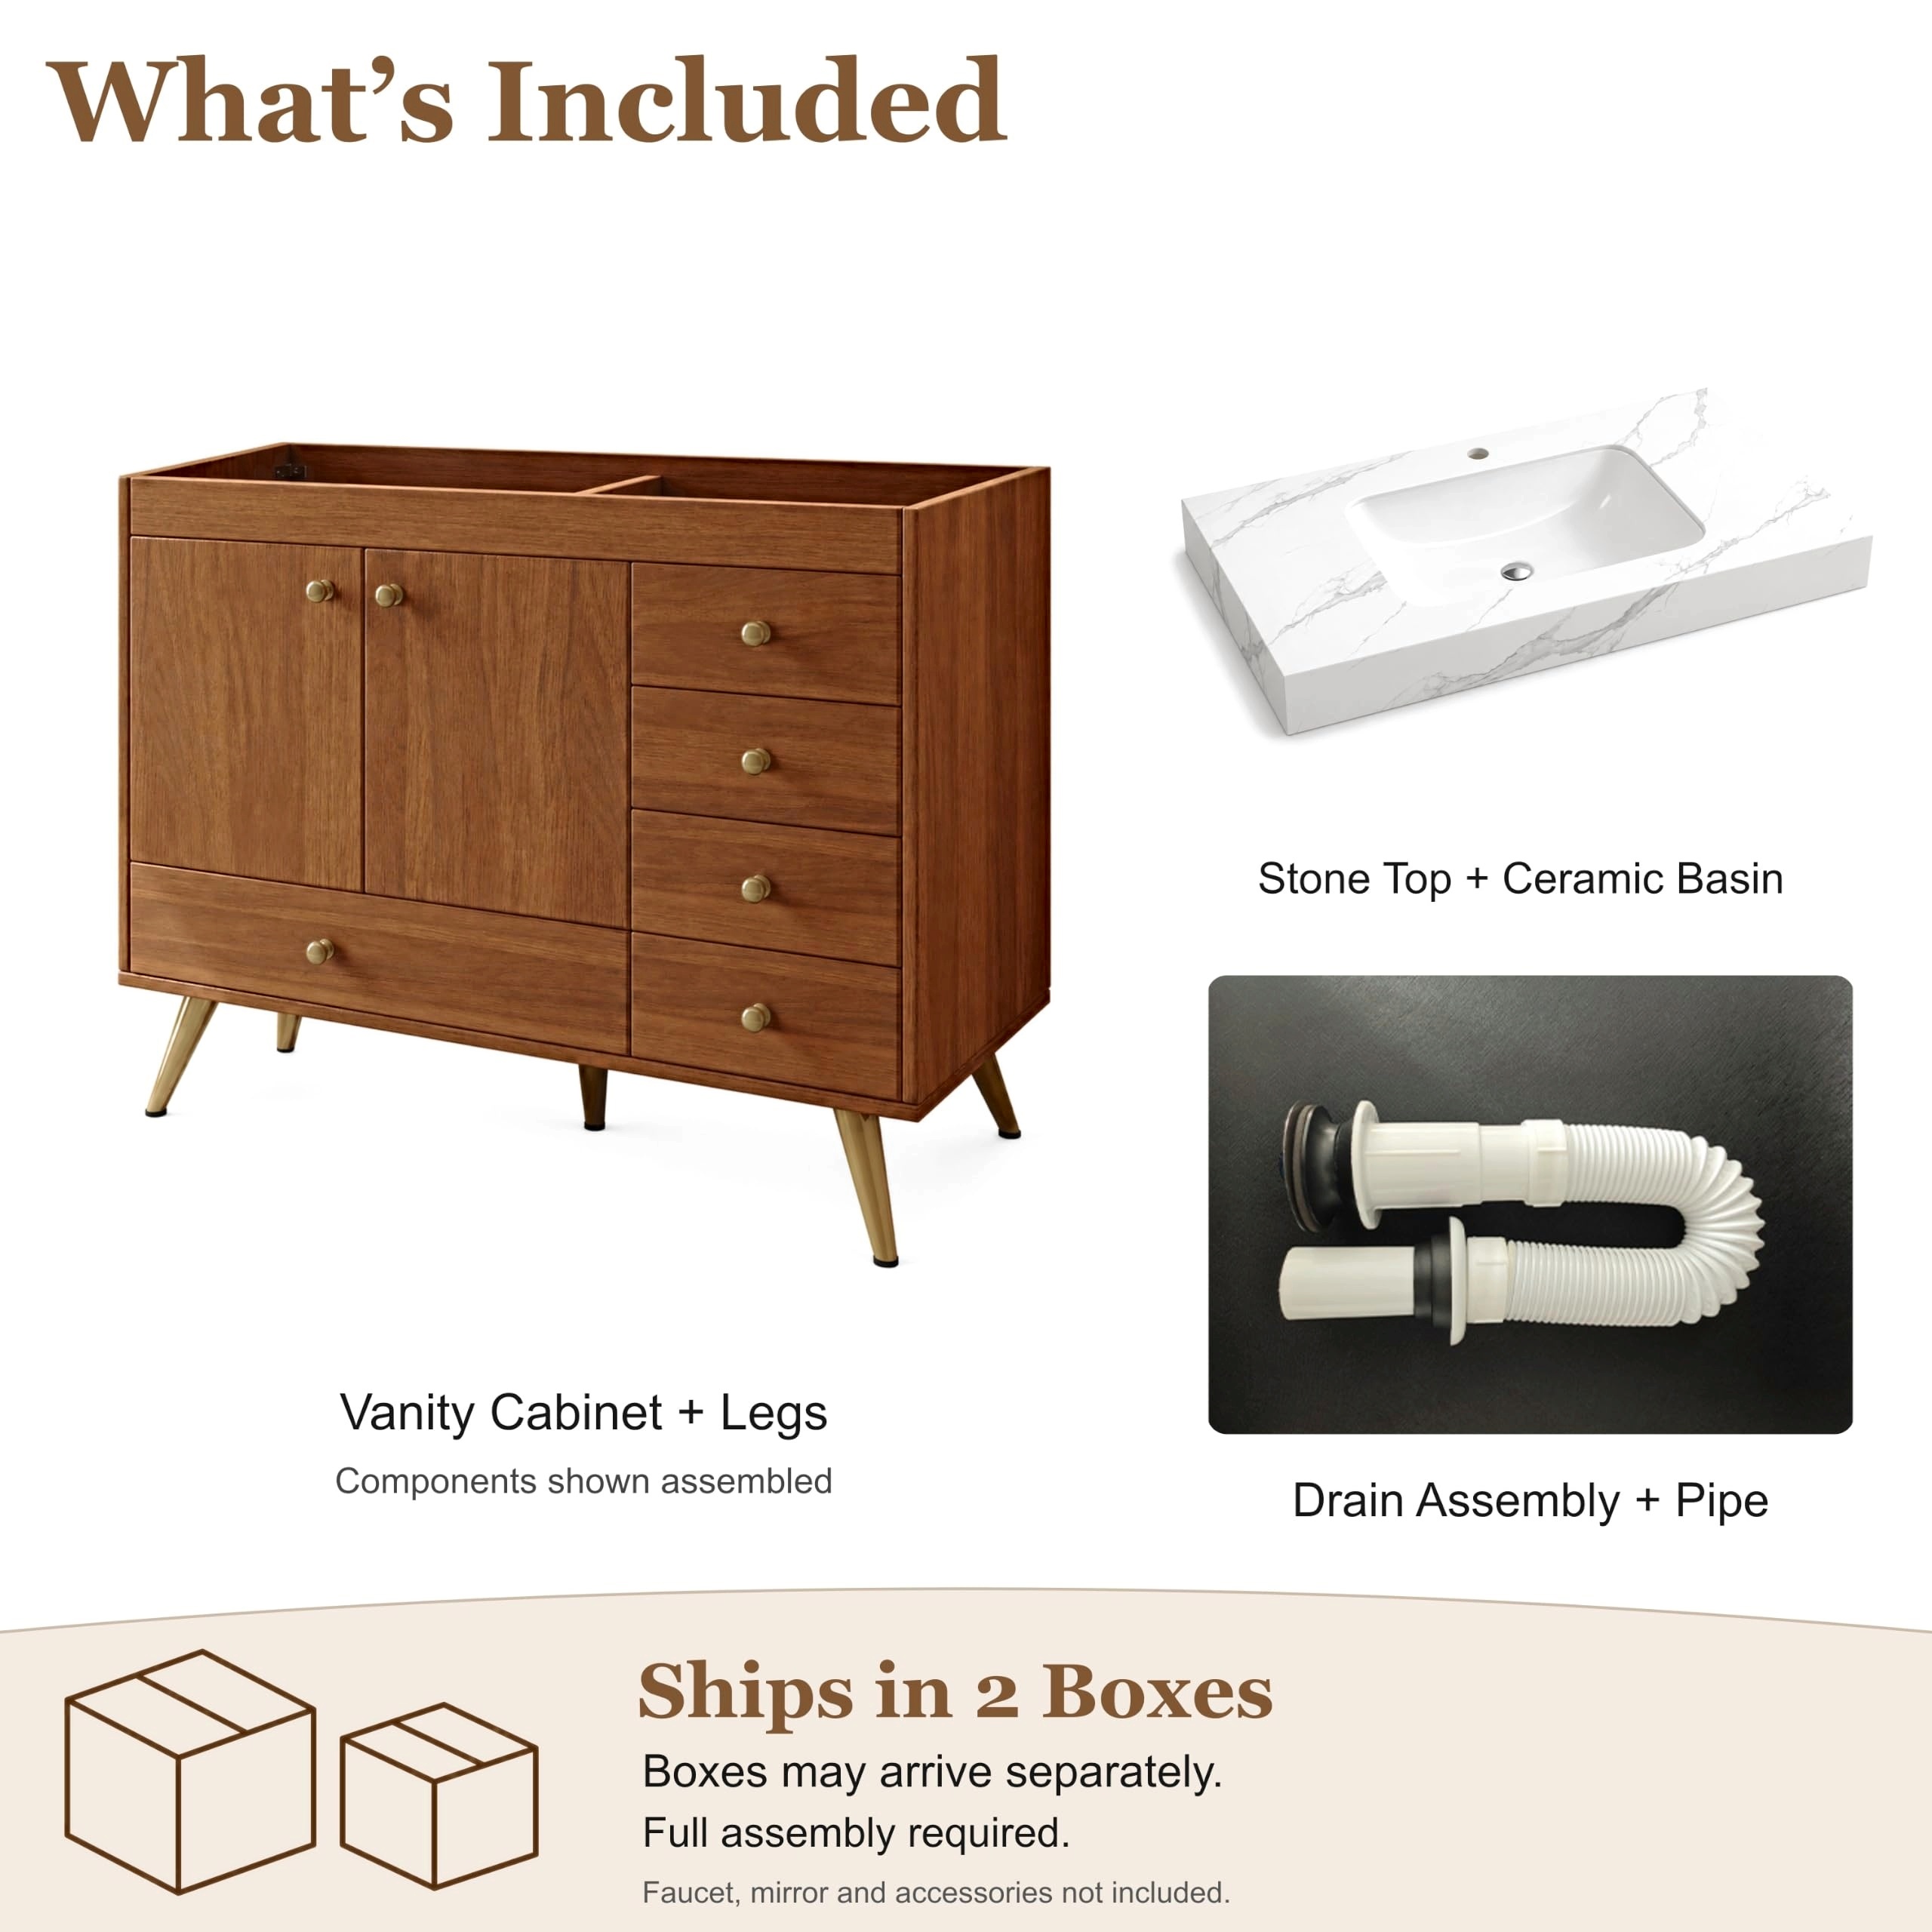 What’s Included
Stone Top + Ceramic Basin
Vanity Cabinet + Legs
Components shown assembled
Drain Assembly + Pipe
Ships in 2 Boxes
Boxes may arrive separately.
Full assembly required.
Faucet, mirror and accessories not included.